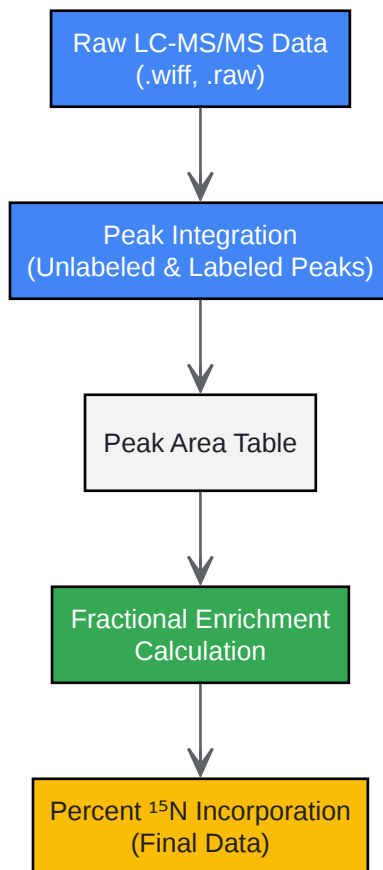 Raw LC-MS/MS Data
(.wiff, .raw)
Peak Integration
(Unlabeled & Labeled Peaks)
Peak Area Table
Fractional Enrichment
Calculation
Percent ¹⁵N Incorporation
(Final Data)